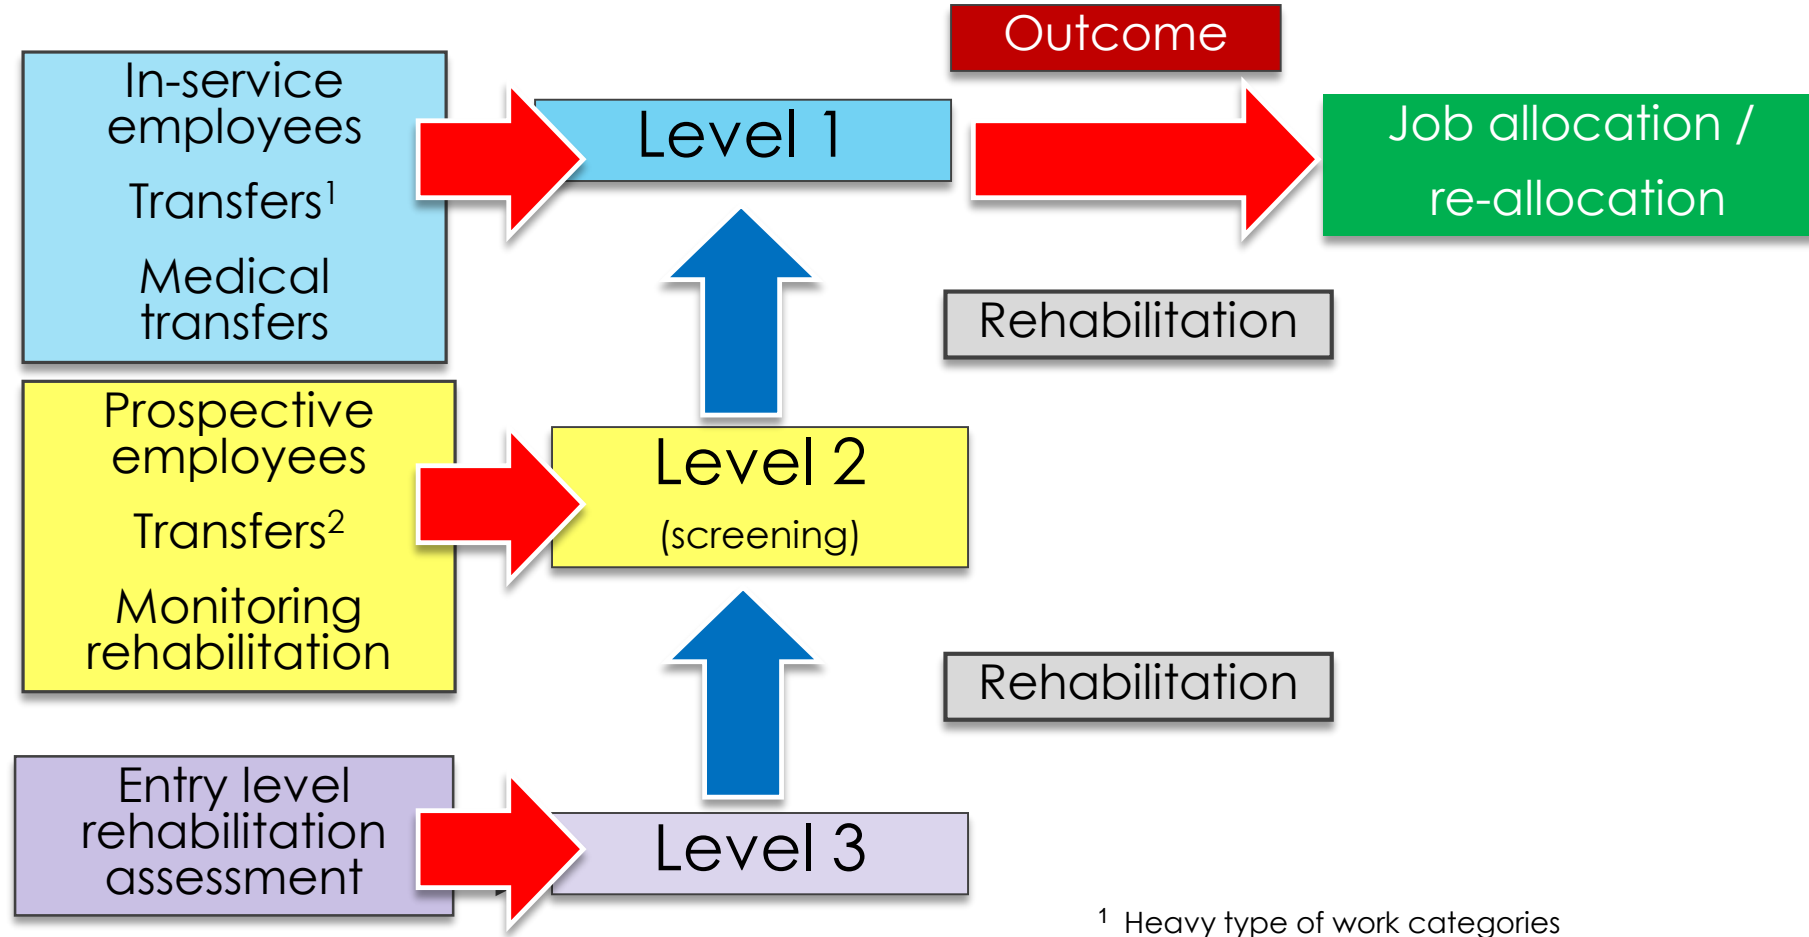 Outcome
In-service
employees
Transfers¹
Medical
transfers
Level 1
Job allocation /
re-allocation
Rehabilitation
Prospective
employees
Transfers²
Monitoring
rehabilitation
Level 2
(screening)
Rehabilitation
Entry level
rehabilitation
assessment
Level 3
¹ Heavy type of work categories